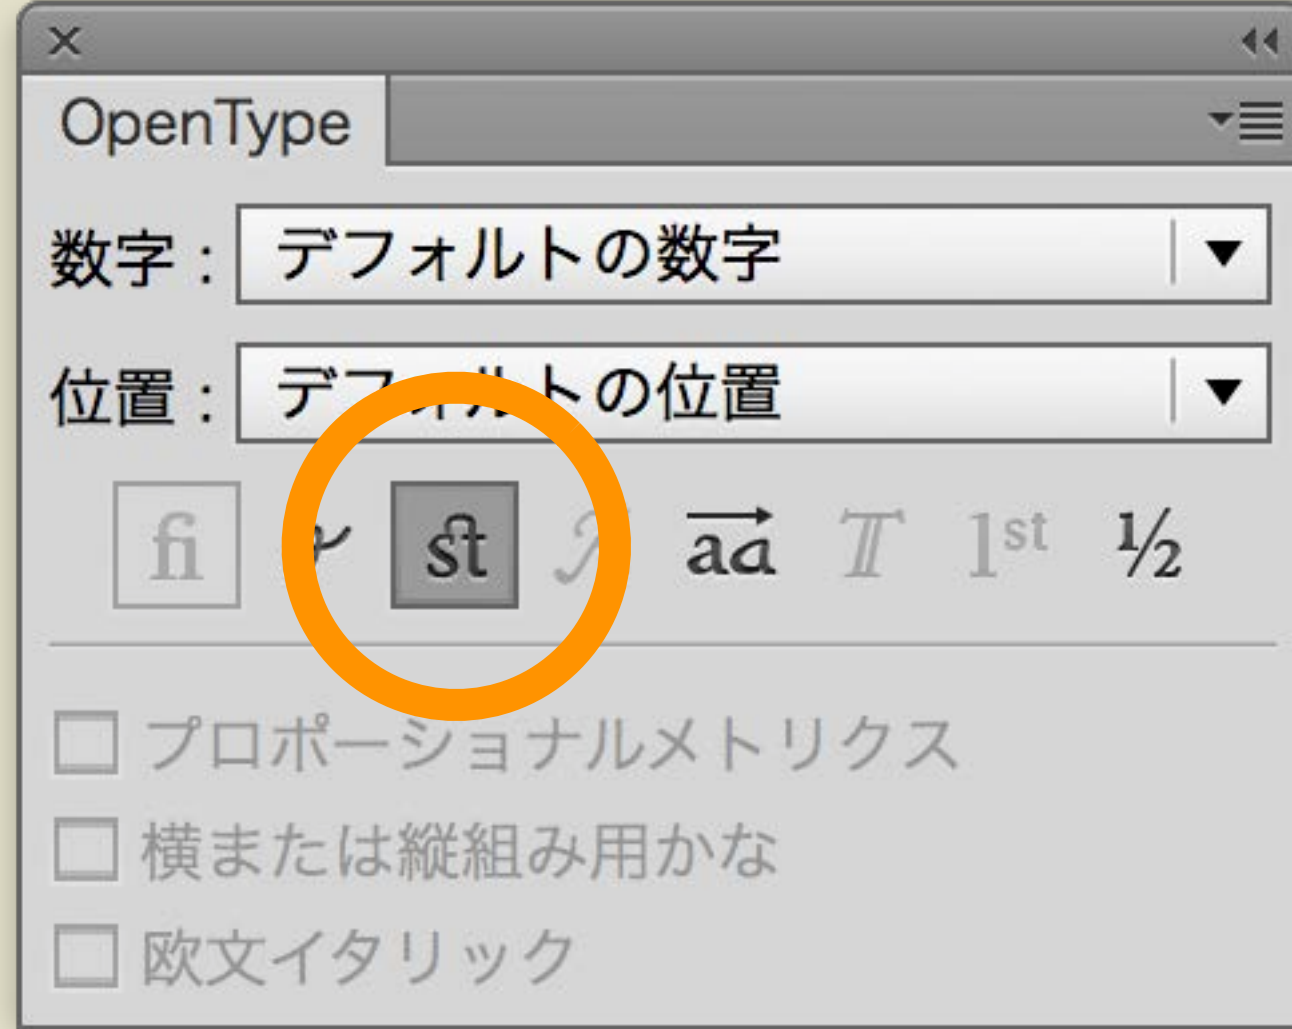 OpenType
数字 : デフォルトの数字
位置 : デフォルトの位置
fi st aa T 1st ½
プロポーショナルメトリクス
横または縦組み用かな
欧文イタリック